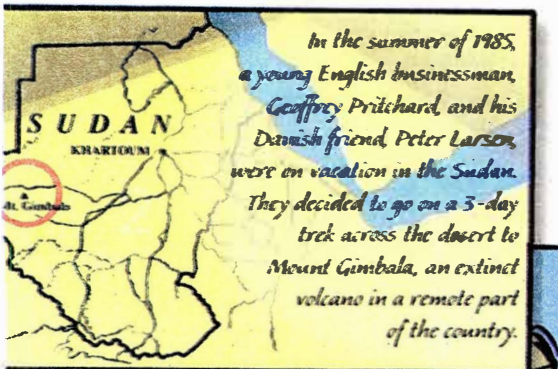 In the summer of 1985,
a young English businessman,
Geoffrey Pritchard, and his
Danish friend, Peter Larsen,
were on vacation in the Sudan.
They decided to go on a 3-day
trek across the desert to
Mount Gimbala, an extinct
volcano in a remote part
of the country.
SUDAN
KHARTOUM
Mt. Gimbala